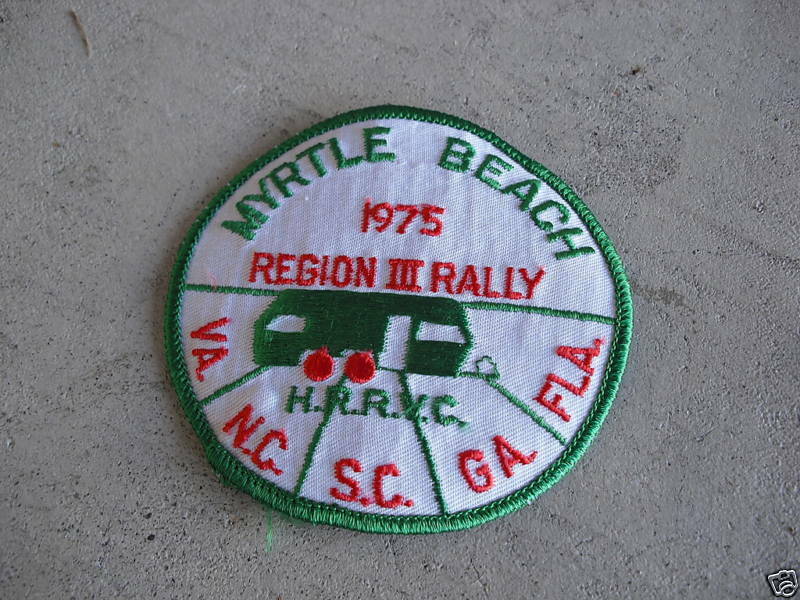 MYRTLE BEACH
1975
REGION III RALLY
H.R.R.V.C.
VA.
N.C.
S.C.
GA.
FLA.